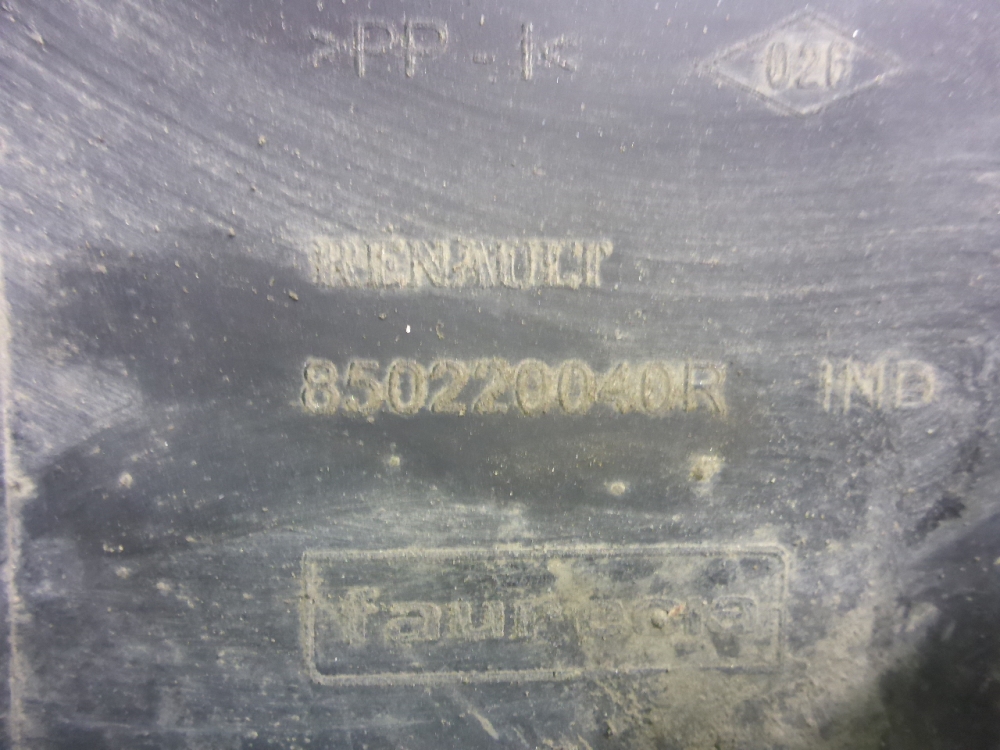 >PP - I< 026
RENAULT
850220040R IND
faurecia